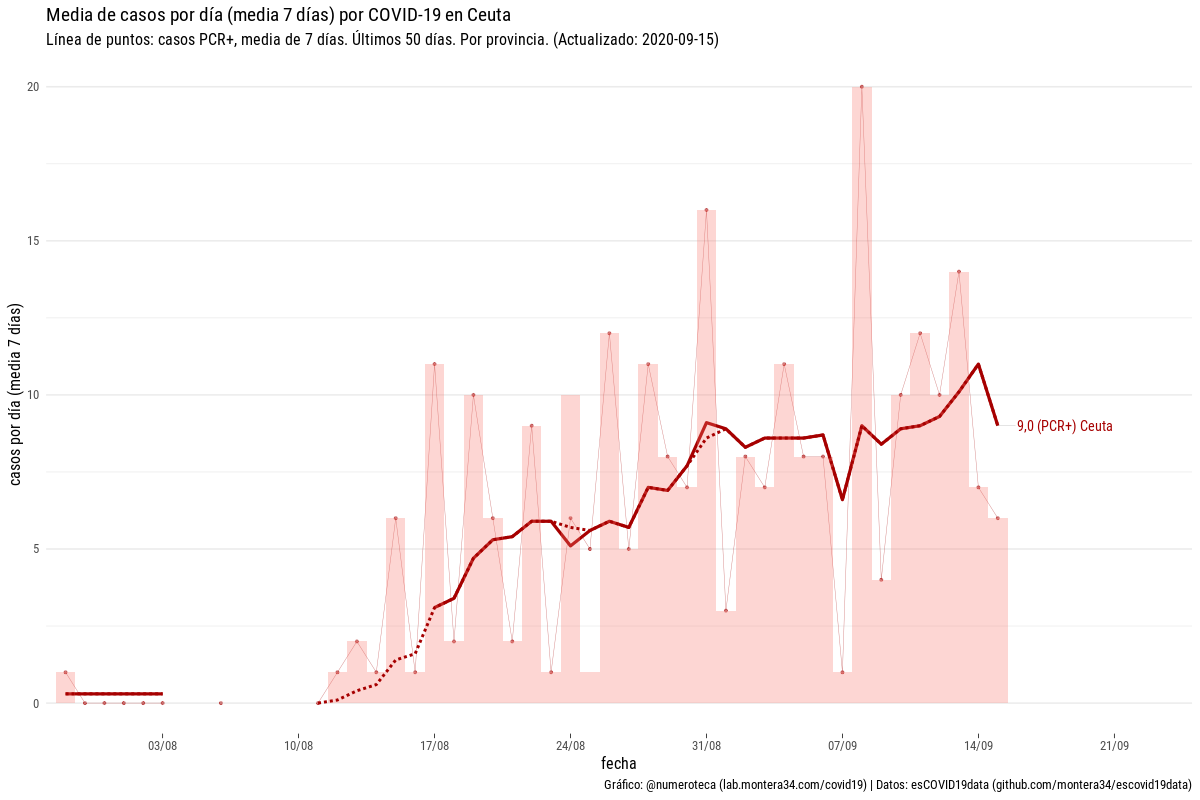 Media de casos por día (media 7 días) por COVID-19 en Ceuta
Línea de puntos: casos PCR+, media de 7 días. Últimos 50 días. Por provincia. (Actualizado: 2020-09-15)
casos por día (media 7 días)
20
15
10
5
0
9,0 (PCR+) Ceuta
03/08
10/08
17/08
24/08
31/08
07/09
14/09
21/09
fecha
Gráfico: @numeroteca (lab.montera34.com/covid19) | Datos: esCOVID19data (github.com/montera34/escovid19data)